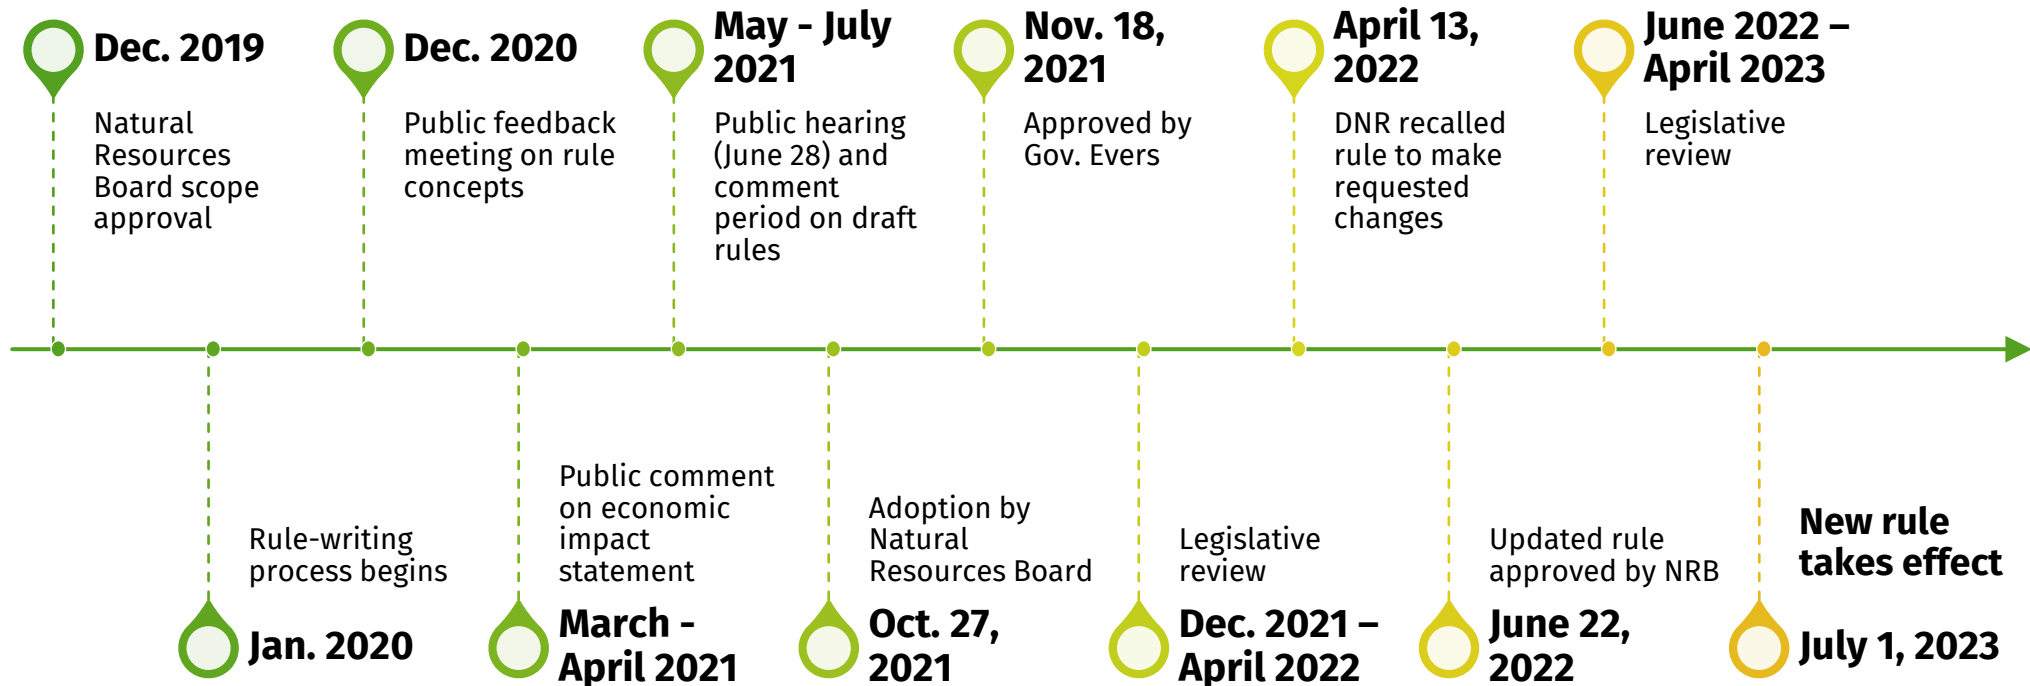 Dec. 2019
Natural
Resources
Board scope
approval
Dec. 2020
Public feedback
meeting on rule
concepts
May - July
2021
Public hearing
(June 28) and
comment
period on draft
rules
Nov. 18,
2021
Approved by
Gov. Evers
April 13,
2022
DNR recalled
rule to make
requested
changes
June 2022 –
April 2023
Legislative
review
Rule-writing
process begins
Jan. 2020
Public comment
on economic
impact
statement
March -
April 2021
Adoption by
Natural
Resources Board
Oct. 27,
2021
Legislative
review
Dec. 2021 –
April 2022
Updated rule
approved by NRB
June 22,
2022
New rule
takes effect
July 1, 2023